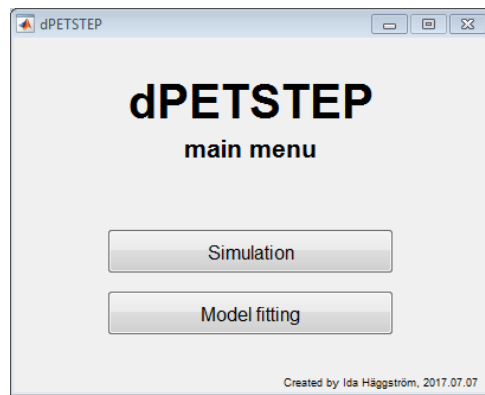 dPETSTEP
dPETSTEP
main menu
Simulation
Model fitting
Created by Ida Häggström, 2017.07.07